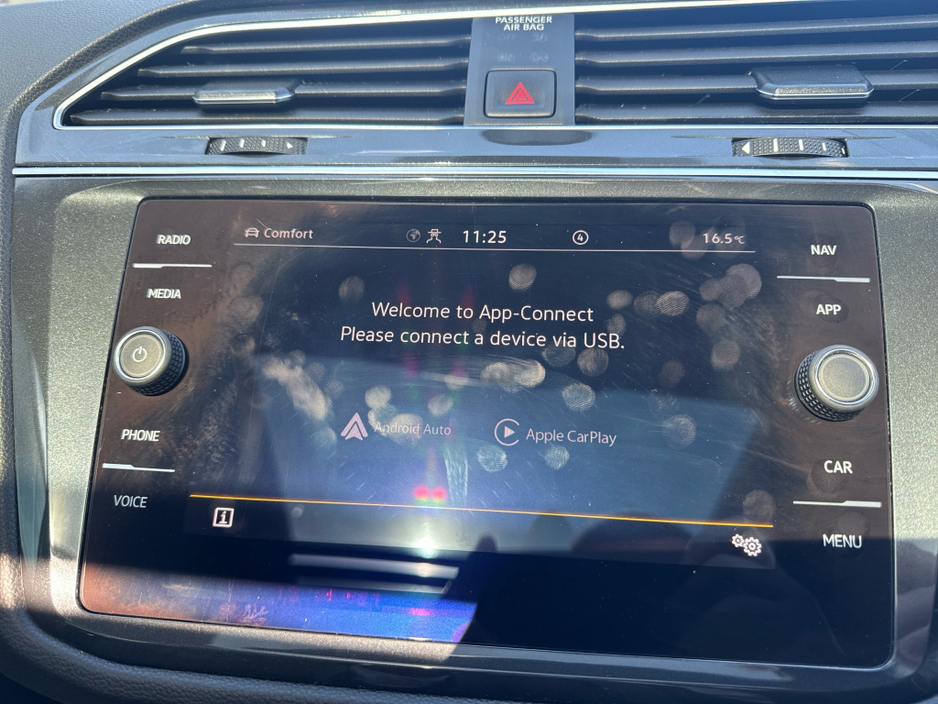 PASSENGER
AIR BAG
RADIO
MEDIA
PHONE
VOICE
Comfort
11:25
4
16.5°C
Welcome to App-Connect
Please connect a device via USB.
Android Auto
Apple CarPlay
i
NAV
APP
CAR
MENU